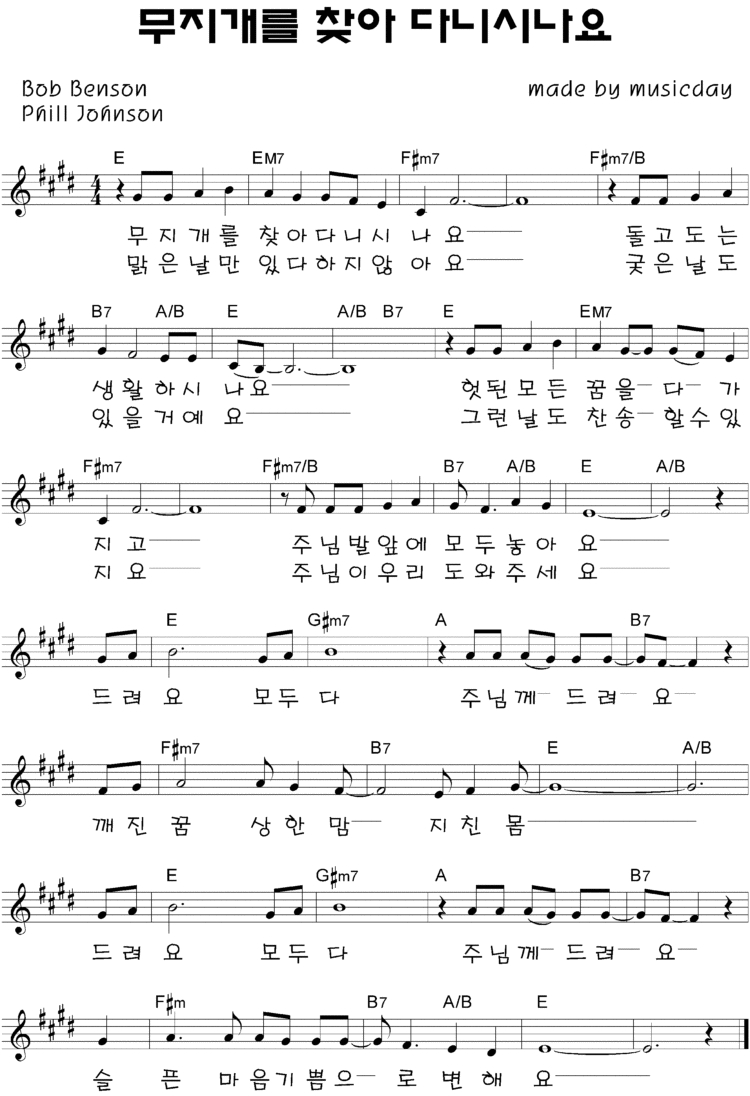 무지개를 찾아 다니시나요
Bob Benson
made by musicday
Phill Johnson
E EM7 F#m7 F#m7/B
무 지 개 를 찾 아 다 니 시 나 요 돌 고 도 는
맑 은 날 만 있 다 하 지 않 아 요 궂 은 날 도
B7 A/B E A/B B7 E EM7
생 활 하 시 나 요 헛 된 모 든 꿈 을 다 가
있 을 거 예 요 그 런 날 도 찬 송 할 수 있
F#m7 F#m7/B B7 A/B E A/B
지 고 주 님 발 앞 에 모 두 놓 아 요
지 요 주 님 이 우 리 도 와 주 세 요
E G#m7 A B7
드 려 요 모 두 다 주 님 께 드 려 요
F#m7 B7 E A/B
깨 진 꿈 상 한 맘 지 친 몸
E G#m7 A B7
드 려 요 모 두 다 주 님 께 드 려 요
F#m B7 A/B E
슬 픈 마 음 기 쁨 으 로 변 해 요